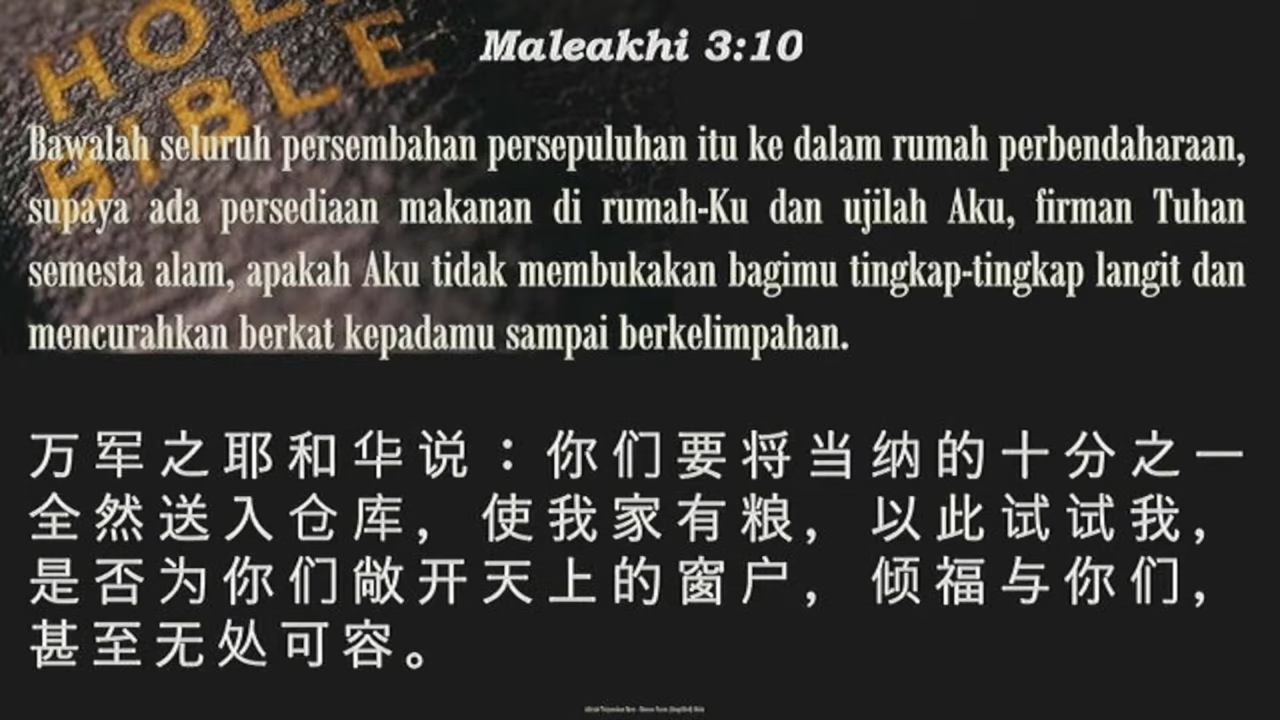 HOL
BIBLE
Maleakhi 3:10
Bawalah seluruh persembahan persepuluhan itu ke dalam rumah perbendaharaan,
supaya ada persediaan makanan di rumah-Ku dan ujilah Aku, firman Tuhan
semesta alam, apakah Aku tidak membukakan bagimu tingkap-tingkap langit dan
mencurahkan berkat kepadamu sampai berkelimpahan.
万军之耶和华说：你们要将当纳的十分之一
全然送入仓库，使我家有粮，以此试试我，
是否为你们敞开天上的窗户，倾福与你们，
甚至无处可容。